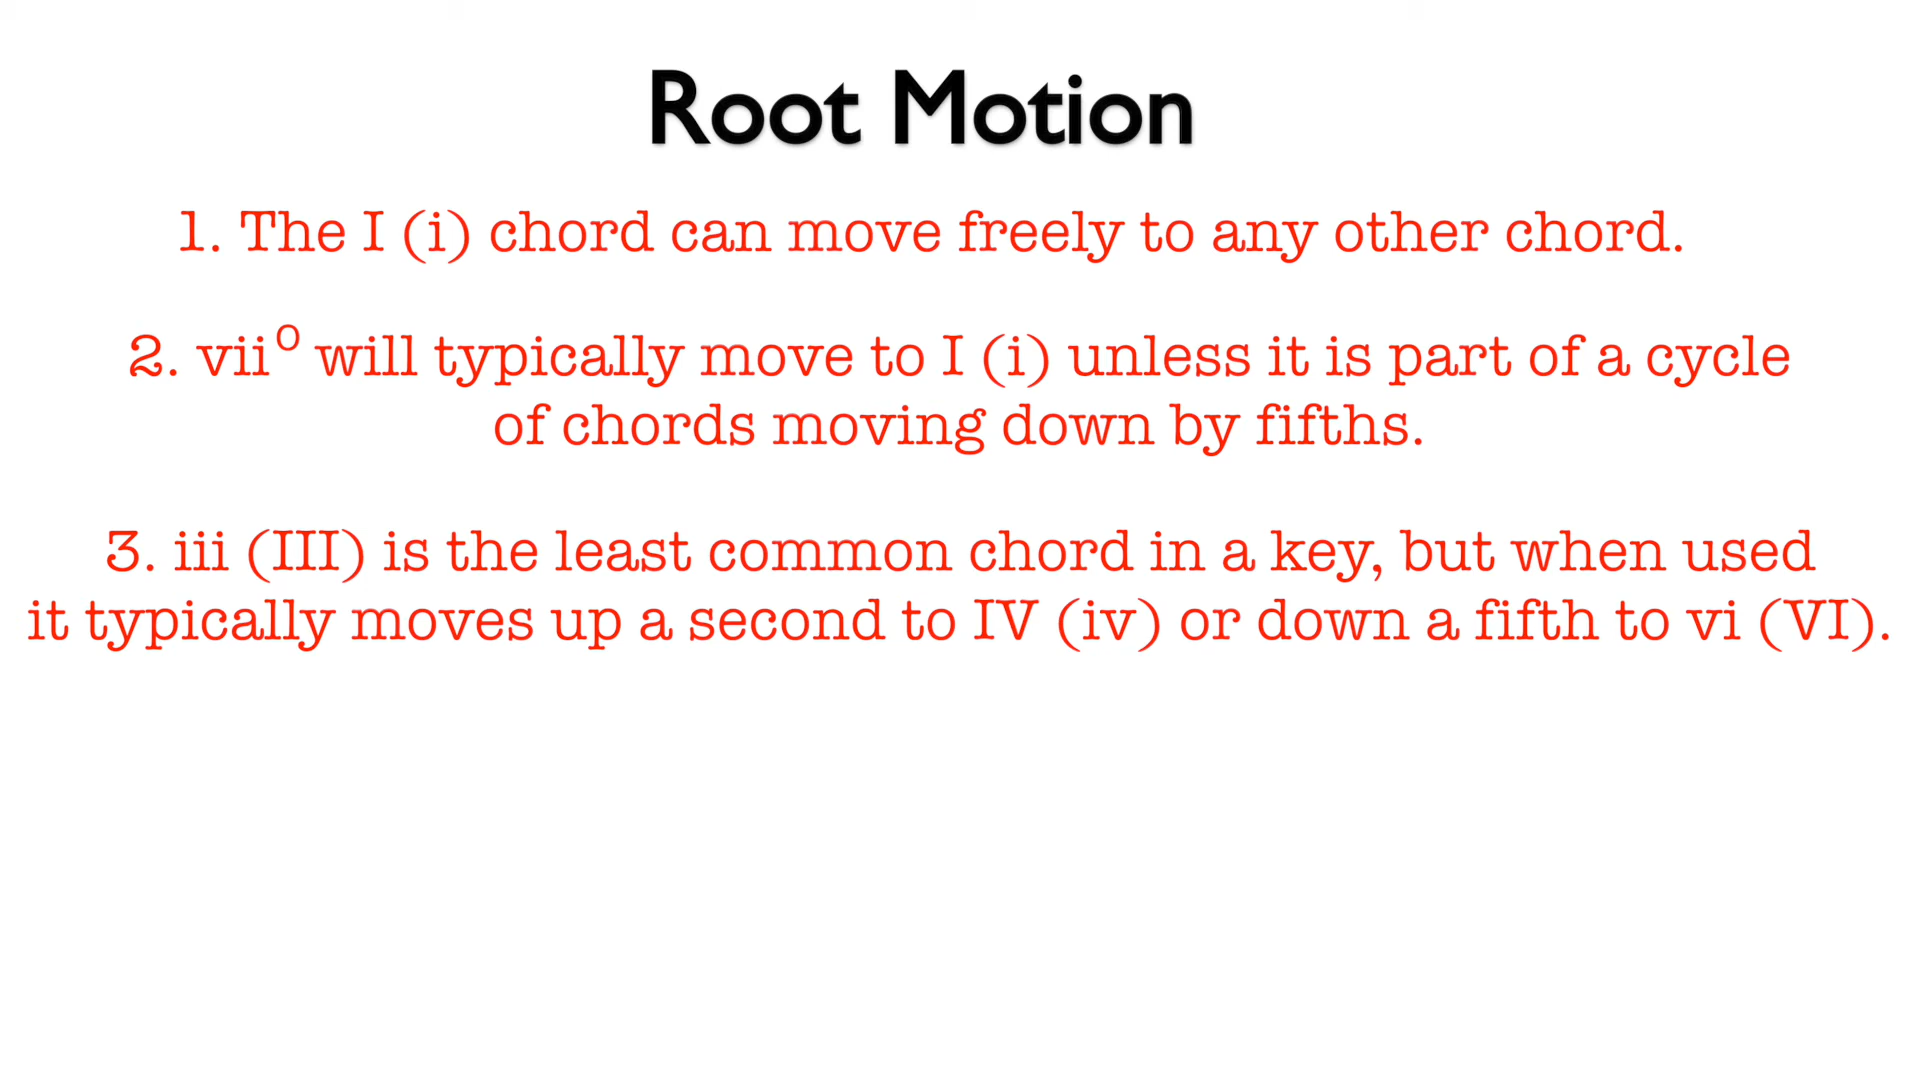 Root Motion
1. The I (i) chord can move freely to any other chord.
2. viiº will typically move to I (i) unless it is part of a cycle
of chords moving down by fifths.
3. iii (III) is the least common chord in a key, but when used
it typically moves up a second to IV (iv) or down a fifth to vi (VI).